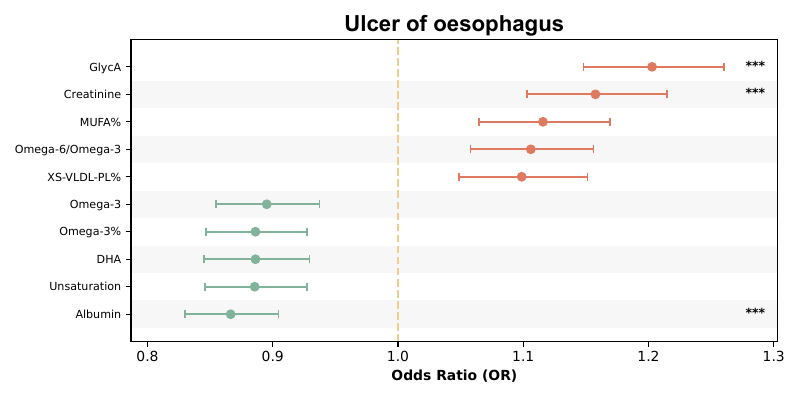 Ulcer of oesophagus
GlycA ***
Creatinine ***
MUFA%
Omega-6/Omega-3
XS-VLDL-PL%
Omega-3
Omega-3%
DHA
Unsaturation
Albumin ***
0.8 0.9 1.0 1.1 1.2 1.3
Odds Ratio (OR)